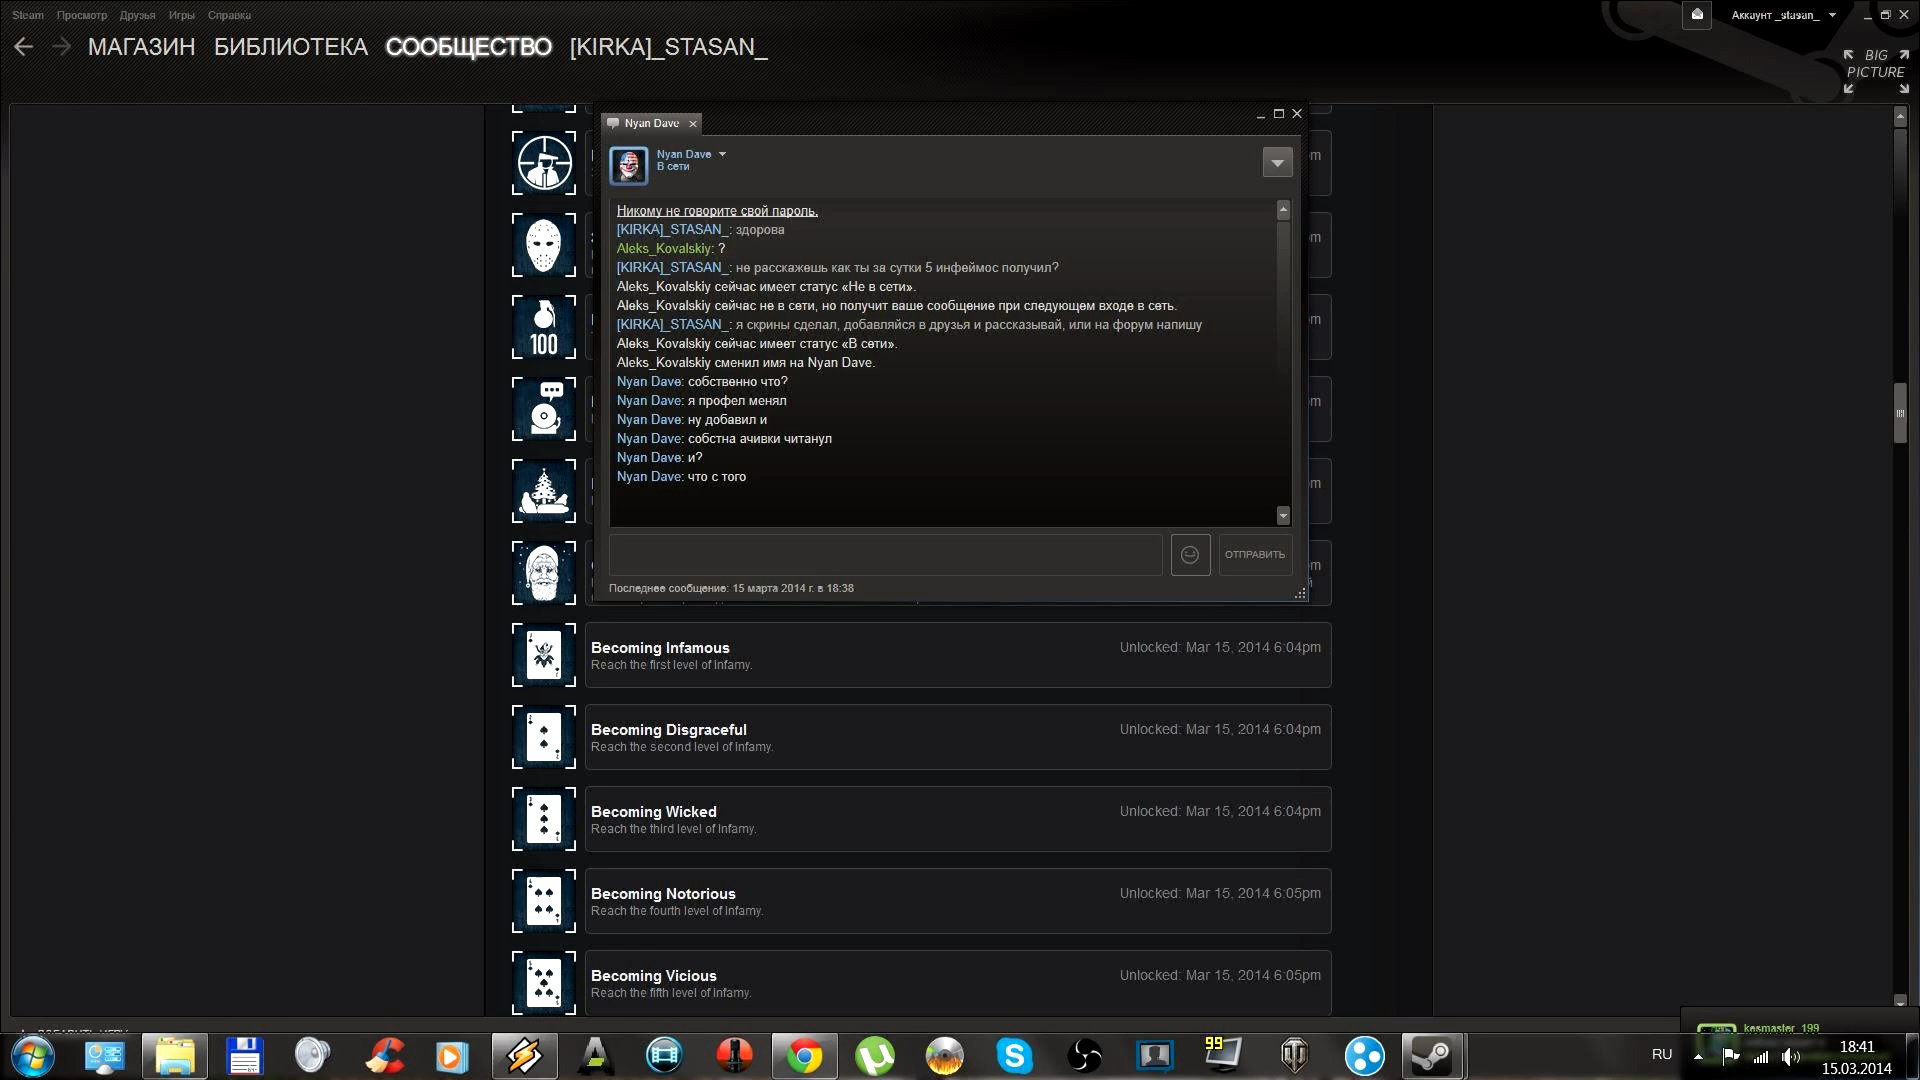 Steam Просмотр Друзья Игры Справка
Аккаунт _stasan_
МАГАЗИН БИБЛИОТЕКА СООБЩЕСТВО [KIRKA]_STASAN_
BIG
PICTURE
Nyan Dave
Nyan Dave
В сети
Никому не говорите свой пароль.
[KIRKA]_STASAN_: здорова
Aleks_Kovalskiy: ?
[KIRKA]_STASAN_: не расскажешь как ты за сутки 5 инфеймос получил?
Aleks_Kovalskiy сейчас имеет статус «Не в сети».
Aleks_Kovalskiy сейчас не в сети, но получит ваше сообщение при следующем входе в сеть.
[KIRKA]_STASAN_: я скрины сделал, добавляйся в друзья и рассказывай, или на форум напишу
Aleks_Kovalskiy сейчас имеет статус «В сети».
Aleks_Kovalskiy сменил имя на Nyan Dave.
Nyan Dave: собственно что?
Nyan Dave: я профел менял
Nyan Dave: ну добавил и
Nyan Dave: собстна ачивки читанул
Nyan Dave: и?
Nyan Dave: что с того
ОТПРАВИТЬ
Последнее сообщение: 15 марта 2014 г. в 18:38
100
Becoming Infamous
Unlocked: Mar 15, 2014 6:04pm
Reach the first level of Infamy.
Becoming Disgraceful
Unlocked: Mar 15, 2014 6:04pm
Reach the second level of Infamy.
Becoming Wicked
Unlocked: Mar 15, 2014 6:04pm
Reach the third level of Infamy.
Becoming Notorious
Unlocked: Mar 15, 2014 6:05pm
Reach the fourth level of Infamy.
Becoming Vicious
Unlocked: Mar 15, 2014 6:05pm
Reach the fifth level of Infamy.
kesmaster_199
99
RU
18:41
15.03.2014